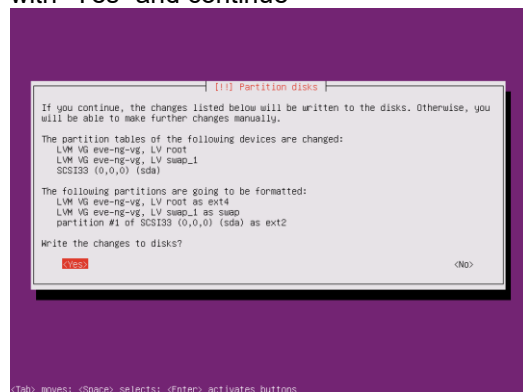 with "Yes" and continue
[!!] Partition disks
If you continue, the changes listed below will be written to the disks. Otherwise, you
will be able to make further changes manually.
The partition tables of the following devices are changed:
LVM VG eve-ng-vg, LV root
LVM VG eve-ng-vg, LV swap_1
SCSI33 (0,0,0) (sda)
The following partitions are going to be formatted:
LVM VG eve-ng-vg, LV root as ext4
LVM VG eve-ng-vg, LV swap_1 as swap
partition #1 of SCSI33 (0,0,0) (sda) as ext2
Write the changes to disks?
<Yes> <No>
<Tab> moves; <Space> selects; <Enter> activates buttons